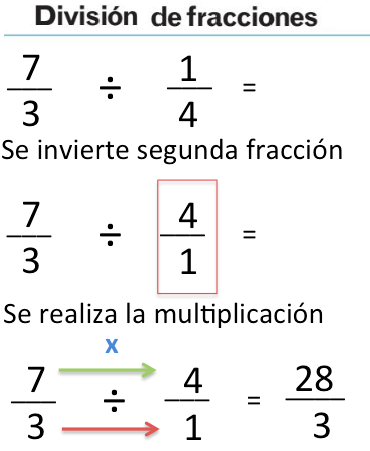 División de fracciones
7/3 ÷ 1/4 =
Se invierte segunda fracción
7/3 ÷ 4/1 =
Se realiza la multiplicación
x
7/3 ÷ 4/1 = 28/3